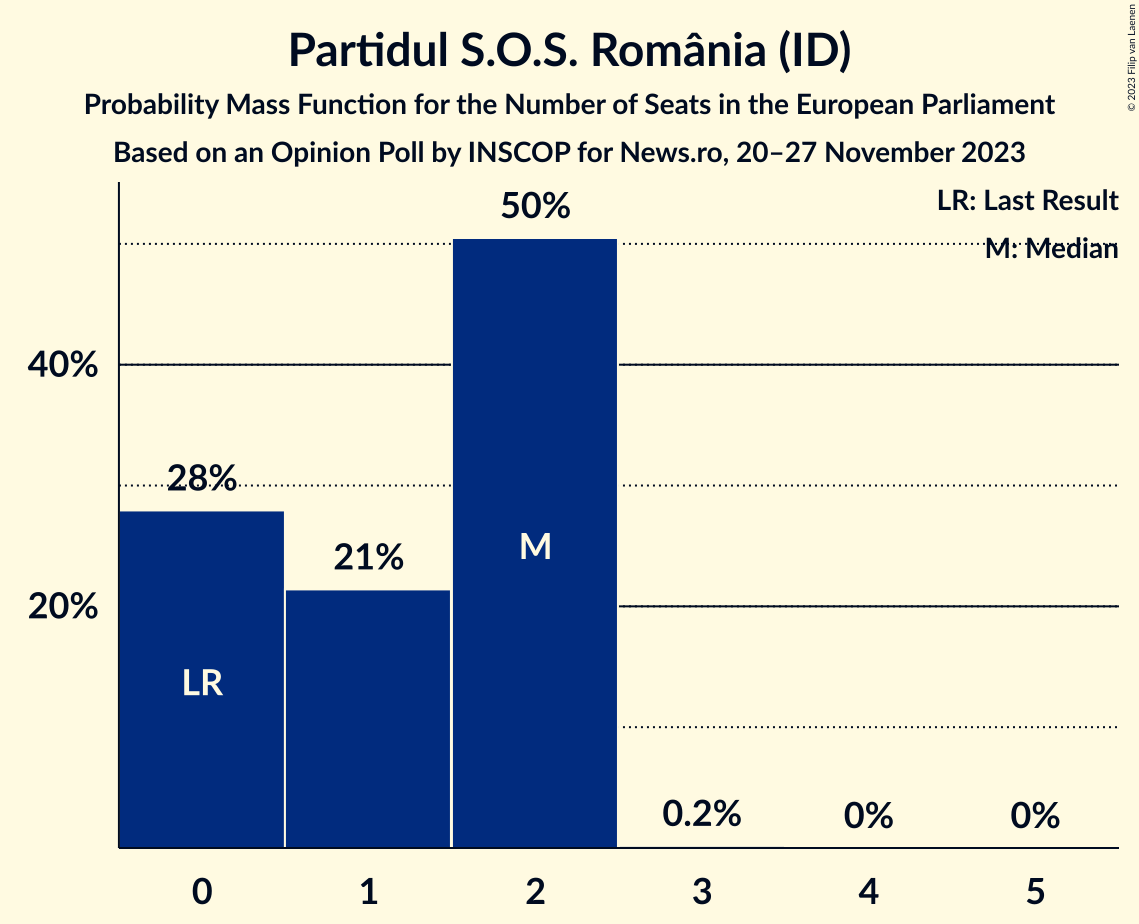 Partidul S.O.S. România (ID)
Probability Mass Function for the Number of Seats in the European Parliament
Based on an Opinion Poll by INSCOP for News.ro, 20–27 November 2023
© 2023 Filip van Laenen
LR: Last Result
M: Median
50%
40%
28%
21%
M
20%
LR
0.2%
0%
0%
0
1
2
3
4
5